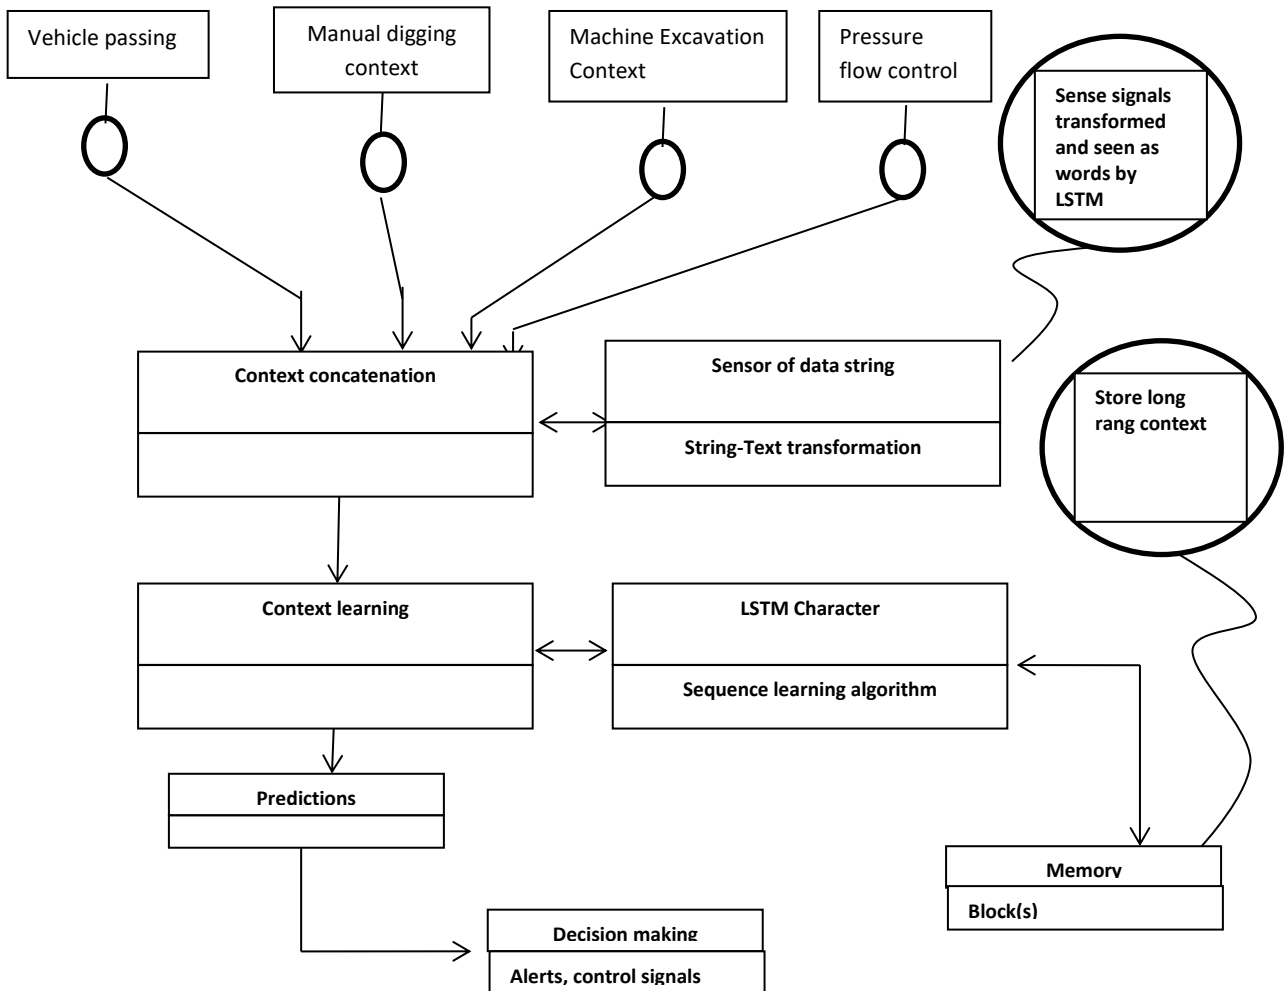 Vehicle passing
Manual digging
context
Machine Excavation
Context
Pressure
flow control
Sense signals
transformed
and seen as
words by
LSTM
Context concatenation
Sensor of data string
String-Text transformation
Store long
rang context
Context learning
LSTM Character
Sequence learning algorithm
Predictions
Memory
Block(s)
Decision making
Alerts, control signals